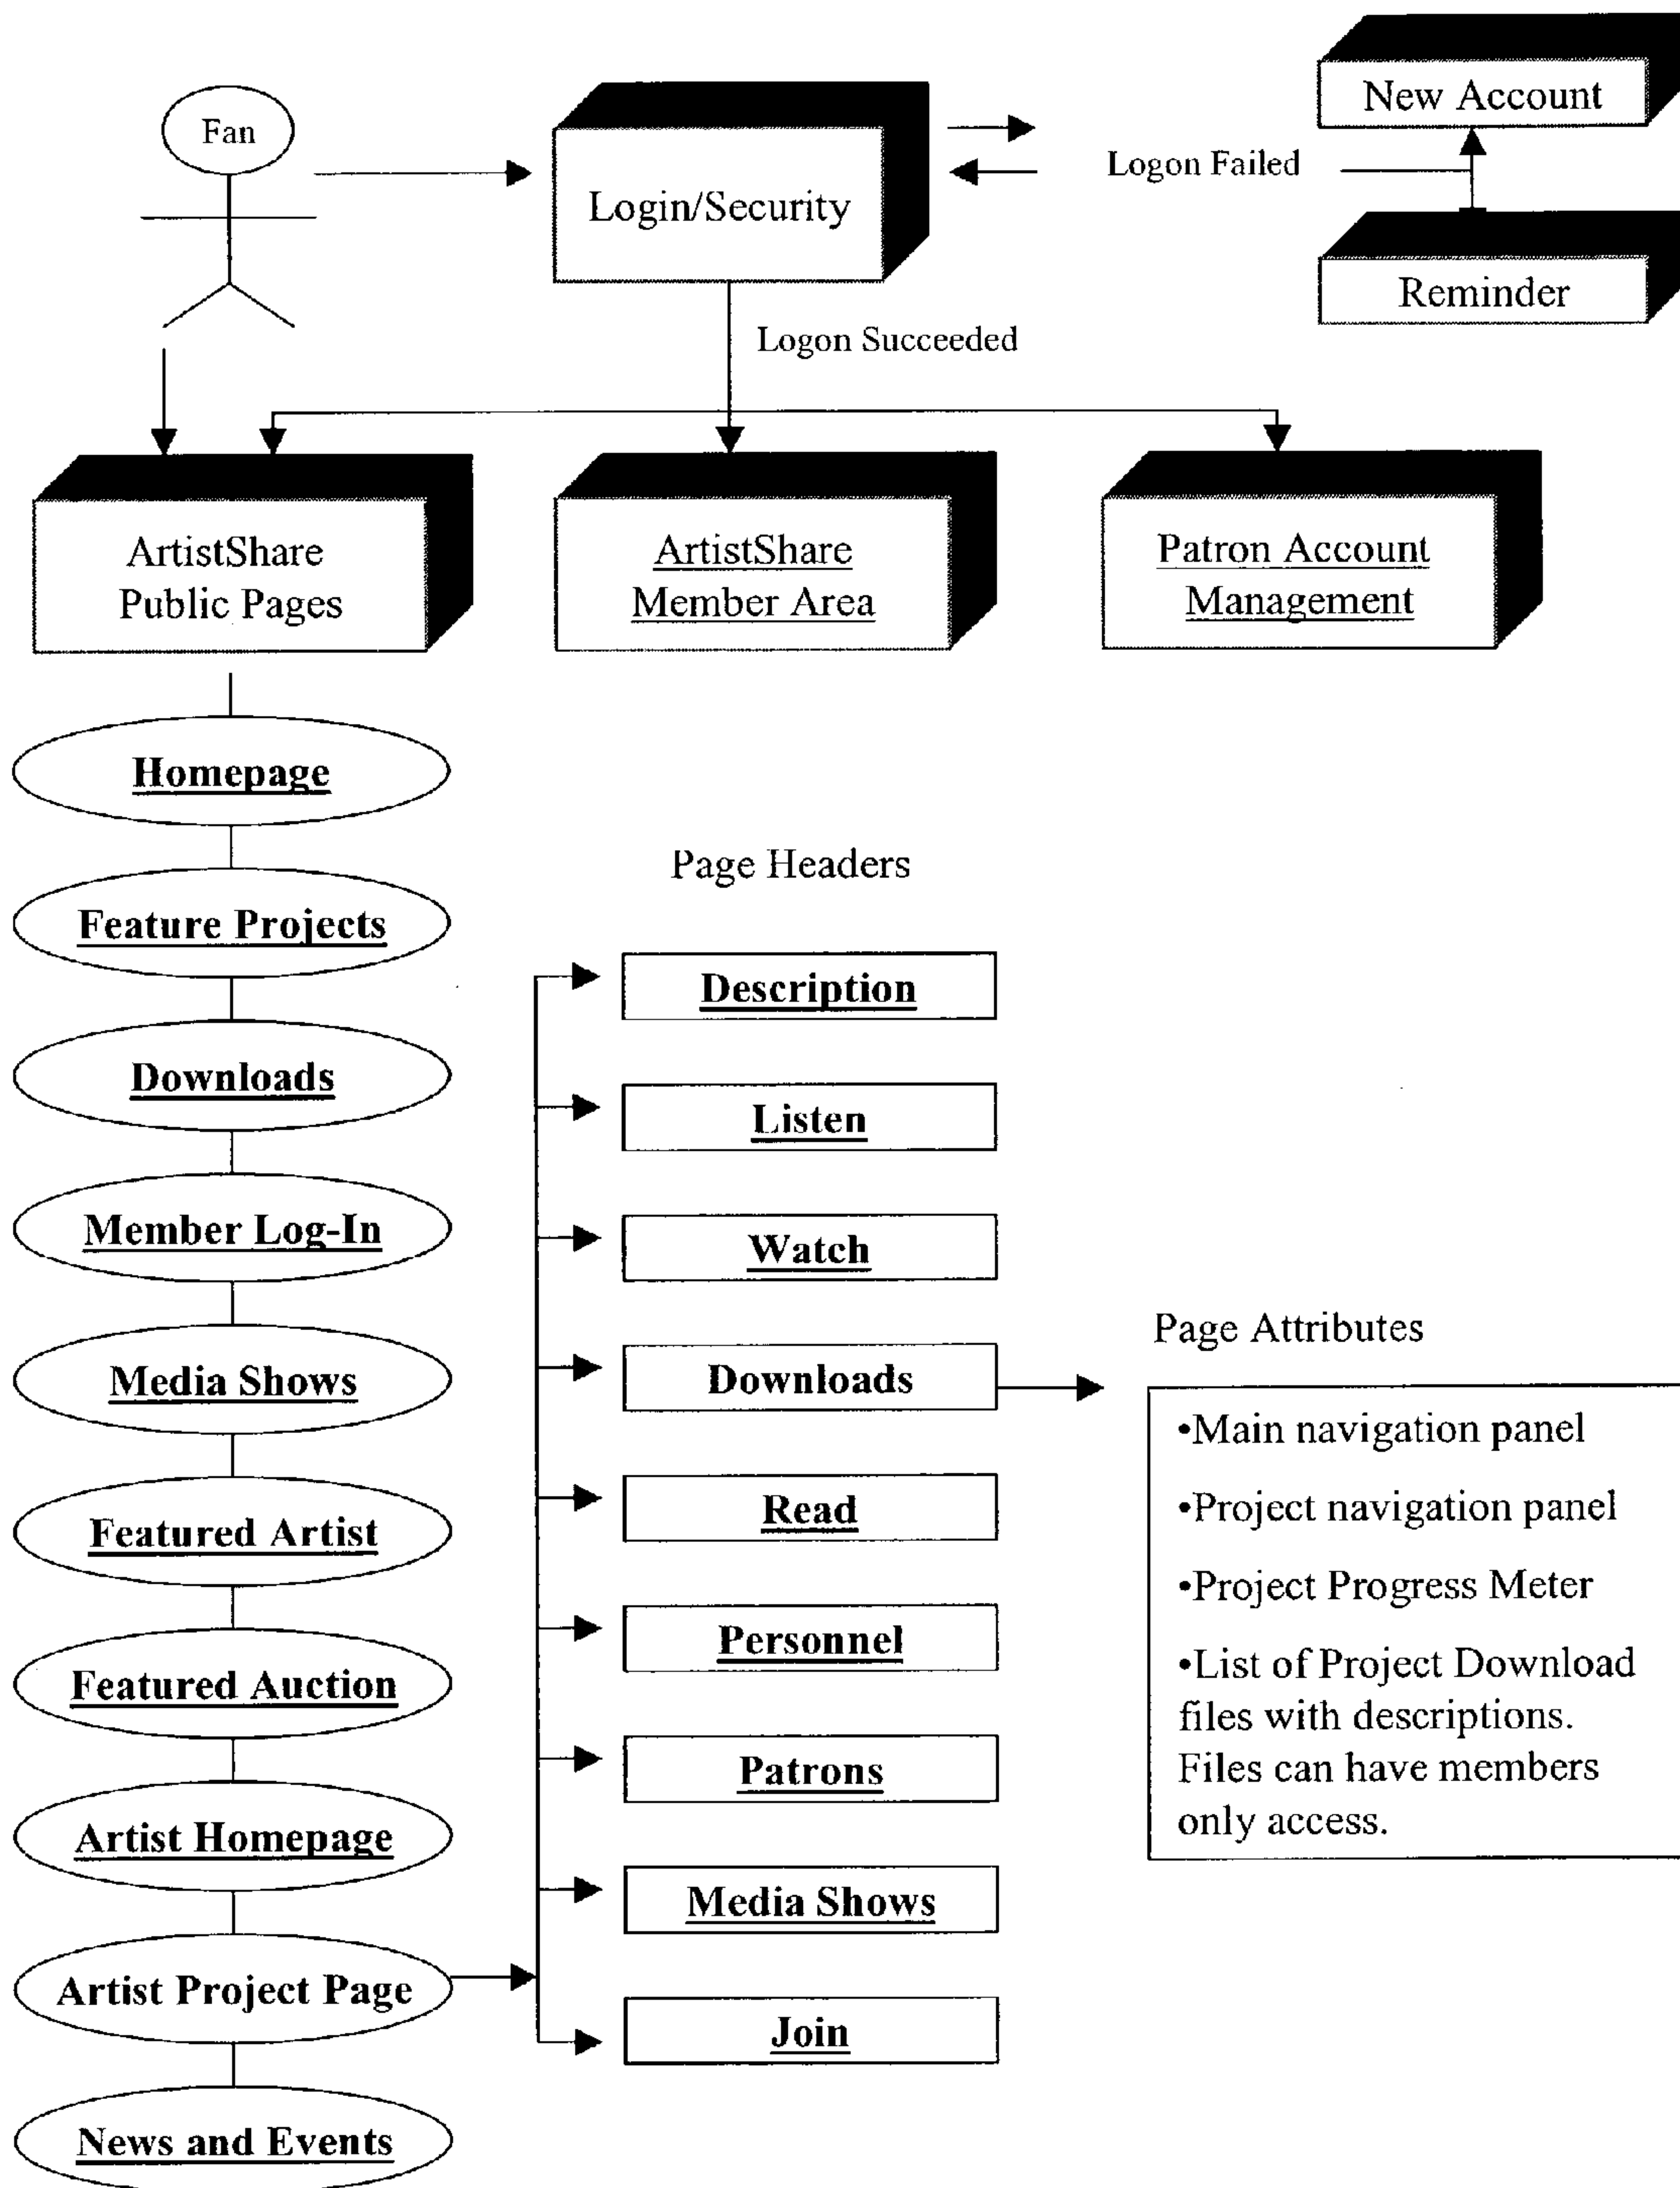 Fan
Login/Security
Logon Failed
New Account
Reminder
Logon Succeeded
ArtistShare
Public Pages
ArtistShare
Member Area
Patron Account
Management
Homepage
Feature Projects
Downloads
Member Log-In
Media Shows
Featured Artist
Featured Auction
Artist Homepage
Artist Project Page
News and Events
Page Headers
Description
Listen
Watch
Downloads
Read
Personnel
Patrons
Media Shows
Join
Page Attributes
•Main navigation panel
•Project navigation panel
•Project Progress Meter
•List of Project Download
files with descriptions.
Files can have members
only access.